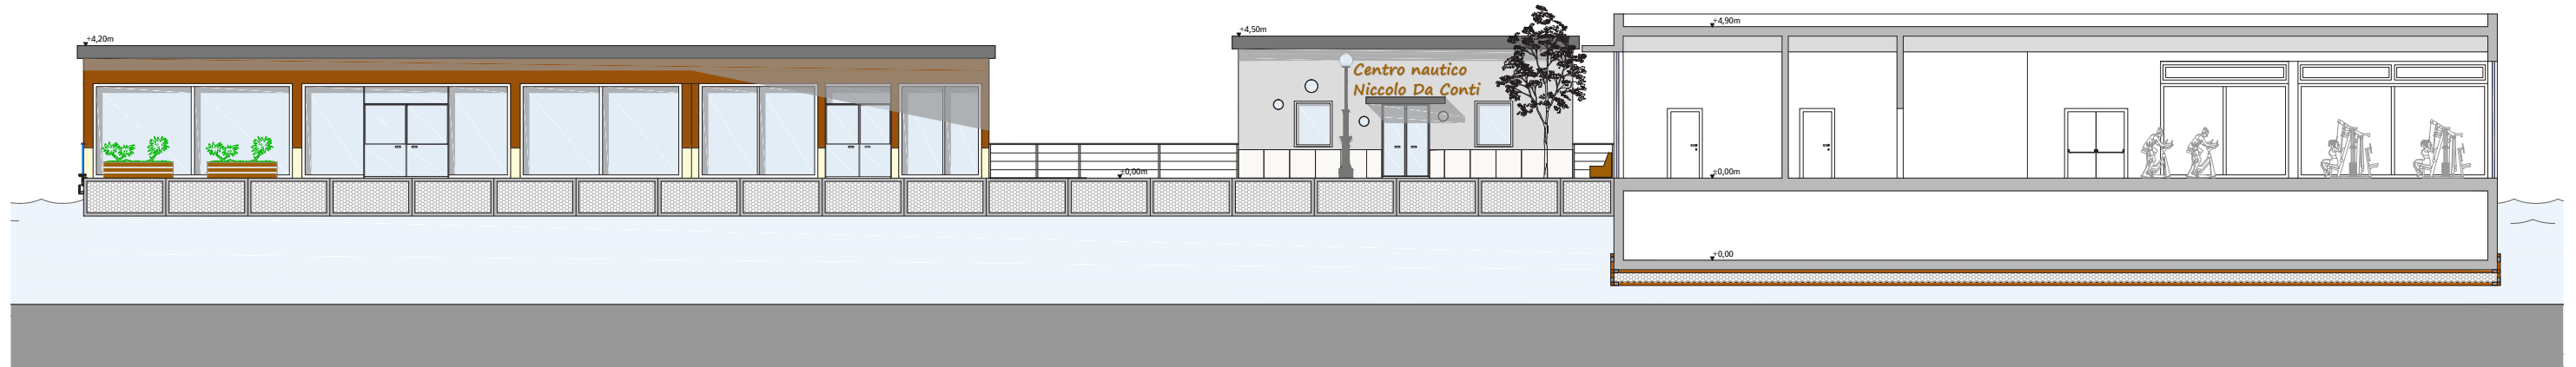 +4,20m
+4,50m
+4,90m
Centro nautico
Niccolo Da Conti
+0,00m
+0,00m
+0,00